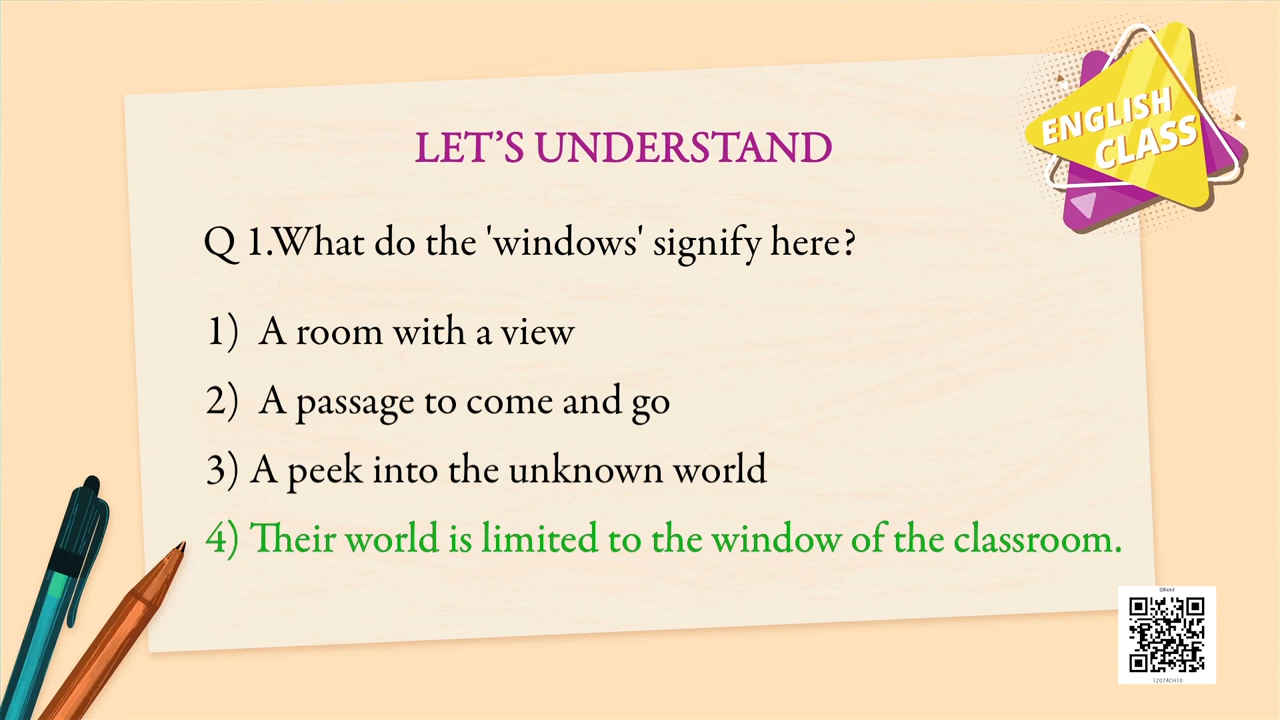 ENGLISH
CLASS
LET'S UNDERSTAND
Q 1.What do the 'windows' signify here?
1) A room with a view
2) A passage to come and go
3) A peek into the unknown world
4) Their world is limited to the window of the classroom.
12074CH10